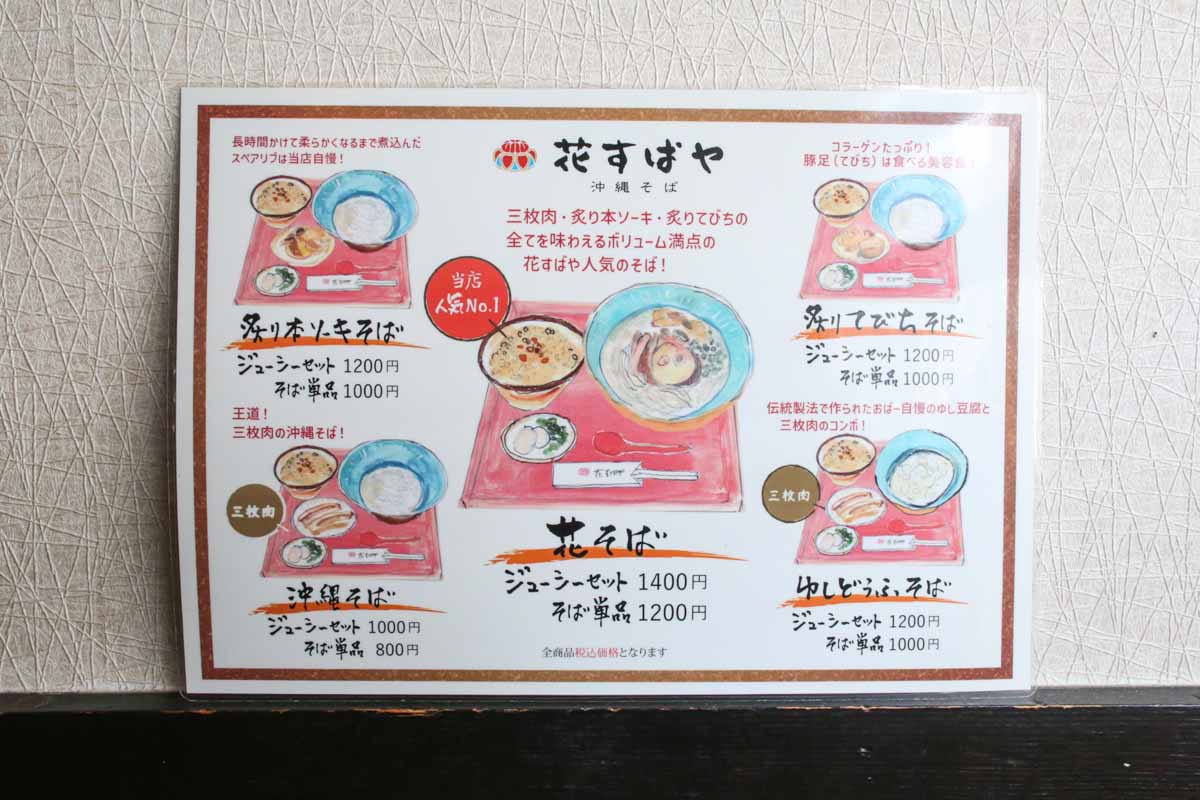 花すばや
沖縄そば
長時間かけて柔らかくなるまで煮込んだ
スペアリブは当店自慢!
炙り本ソーキそば
ジューシーセット 1200円
そば単品 1000円
王道!
三枚肉の沖縄そば!
三枚肉
沖縄そば
ジューシーセット 1000円
そば単品 800円
三枚肉・炙り本ソーキ・炙りてびちの
全てを味わえるボリューム満点の
花すばや人気のそば!
当店
人気No.1
花そば
ジューシーセット 1400円
そば単品 1200円
全商品税込価格となります
コラーゲンたっぷり!
豚足(てびち)は食べる美容食!
炙りてびちそば
ジューシーセット 1200円
そば単品 1000円
伝統製法で作られたおばー自慢のゆし豆腐と
三枚肉のコンボ!
三枚肉
ゆしどうふそば
ジューシーセット 1200円
そば単品 1000円